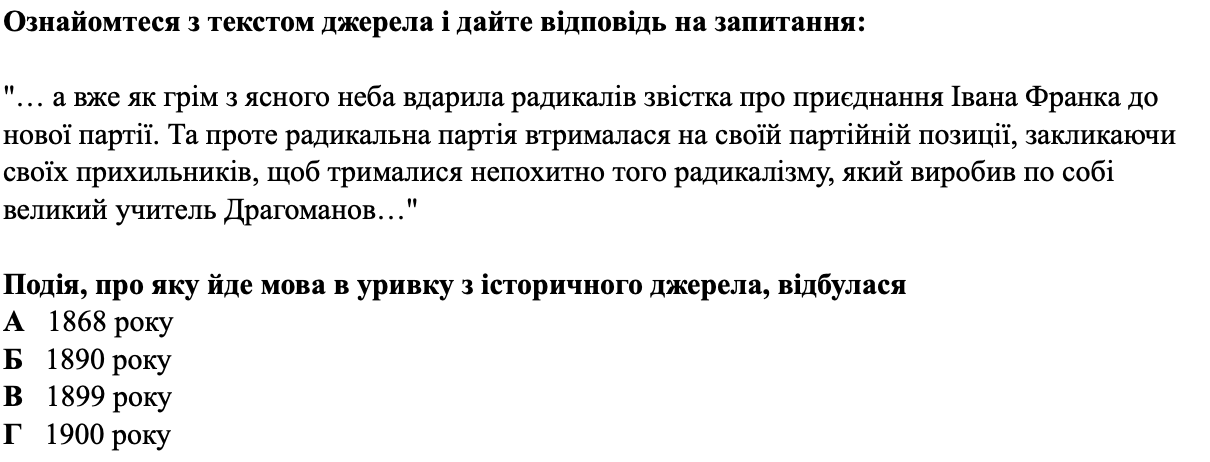 Ознайомтеся з текстом джерела і дайте відповідь на запитання:
"… а вже як грім з ясного неба вдарила радикалів звістка про приєднання Івана Франка до
нової партії. Та проте радикальна партія втрималася на своїй партійній позиції, закликаючи
своїх прихильників, щоб трималися непохитно того радикалізму, який виробив по собі
великий учитель Драгоманов…"
Подія, про яку йде мова в уривку з історичного джерела, відбулася
А 1868 року
Б 1890 року
В 1899 року
Г 1900 року